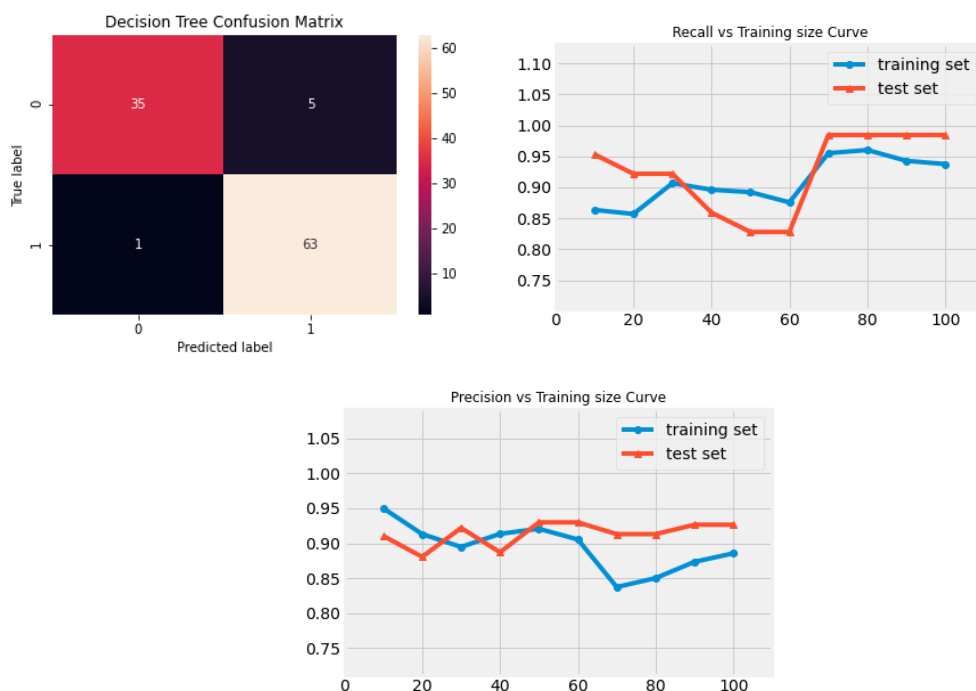 Decision Tree Confusion Matrix
True label
0
1
35
5
1
63
0
1
Predicted label
60
50
40
30
20
10
Recall vs Training size Curve
training set
test set
1.10
1.05
1.00
0.95
0.90
0.85
0.80
0.75
0 20 40 60 80 100
Precision vs Training size Curve
training set
test set
1.05
1.00
0.95
0.90
0.85
0.80
0.75
0 20 40 60 80 100